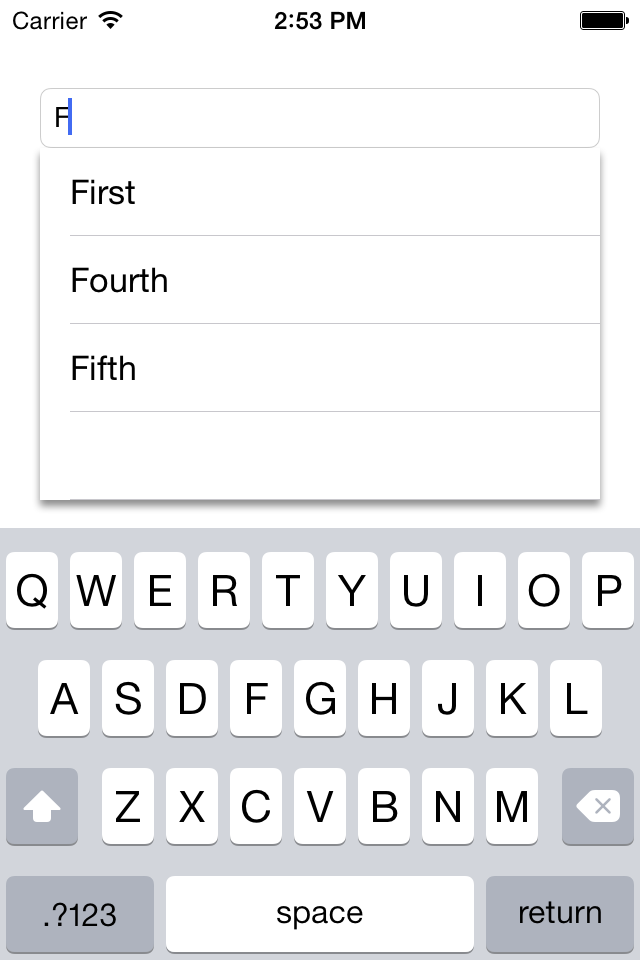 Carrier 2:53 PM
F
First
Fourth
Fifth
Q W E R T Y U I O P
A S D F G H J K L
Z X C V B N M
.?123 space return